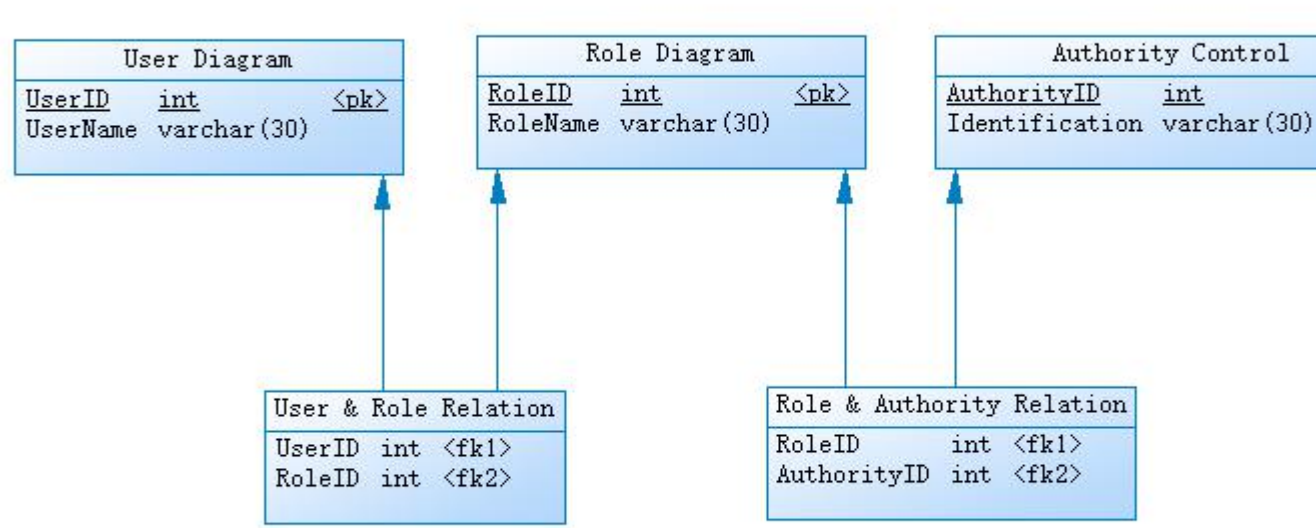 User Diagram
UserID int <pk>
UserName varchar(30)
Role Diagram
RoleID int <pk>
RoleName varchar(30)
Authority Control
AuthorityID int
Identification varchar(30)
User & Role Relation
UserID int <fk1>
RoleID int <fk2>
Role & Authority Relation
RoleID int <fk1>
AuthorityID int <fk2>